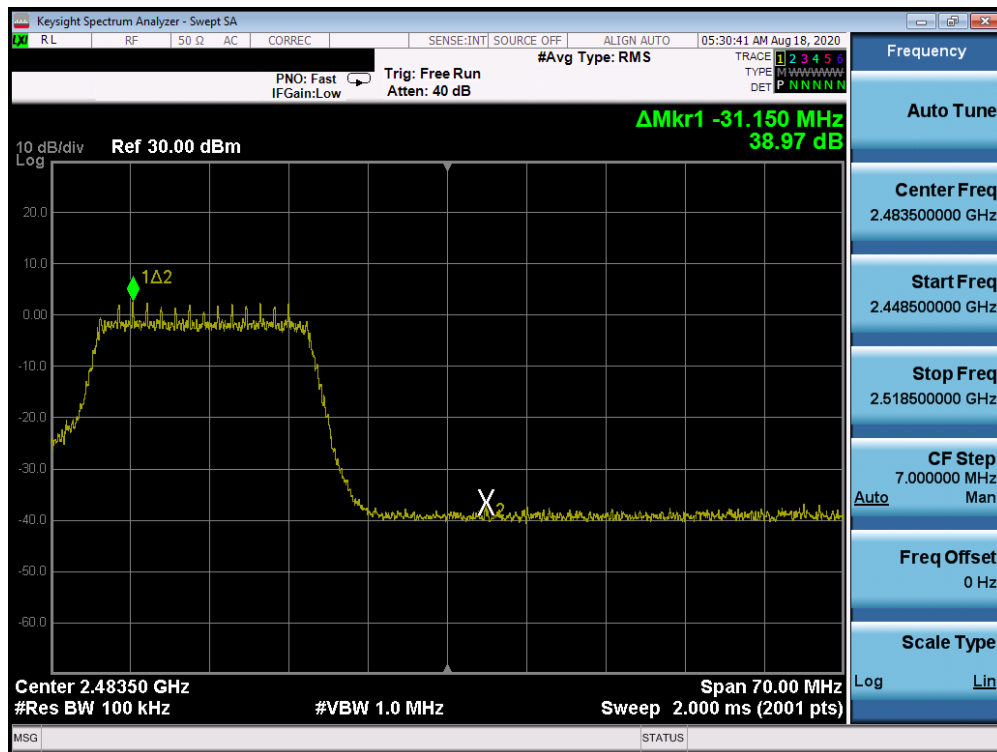 Keysight Spectrum Analyzer - Swept SA
LXI RL RF 50 Ω AC CORREC SENSE:INT SOURCE OFF ALIGN AUTO 05:30:41 AM Aug 18, 2020
Frequency
#Avg Type: RMS
TRACE 1 2 3 4 5 6
PNO: Fast
Trig: Free Run
TYPE M WWWWW
IFGain:Low
Atten: 40 dB
DET P N N N N N
Auto Tune
ΔMkr1 -31.150 MHz
38.97 dB
10 dB/div
Ref 30.00 dBm
Log
Center Freq
2.483500000 GHz
20.0
10.0
1Δ2
Start Freq
2.448500000 GHz
0.00
-10.0
Stop Freq
2.518500000 GHz
-20.0
-30.0
CF Step
7.000000 MHz
Auto Man
X2
-40.0
-50.0
Freq Offset
0 Hz
-60.0
Scale Type
Log Lin
Center 2.48350 GHz
Span 70.00 MHz
#Res BW 100 kHz
#VBW 1.0 MHz
Sweep 2.000 ms (2001 pts)
MSG
STATUS